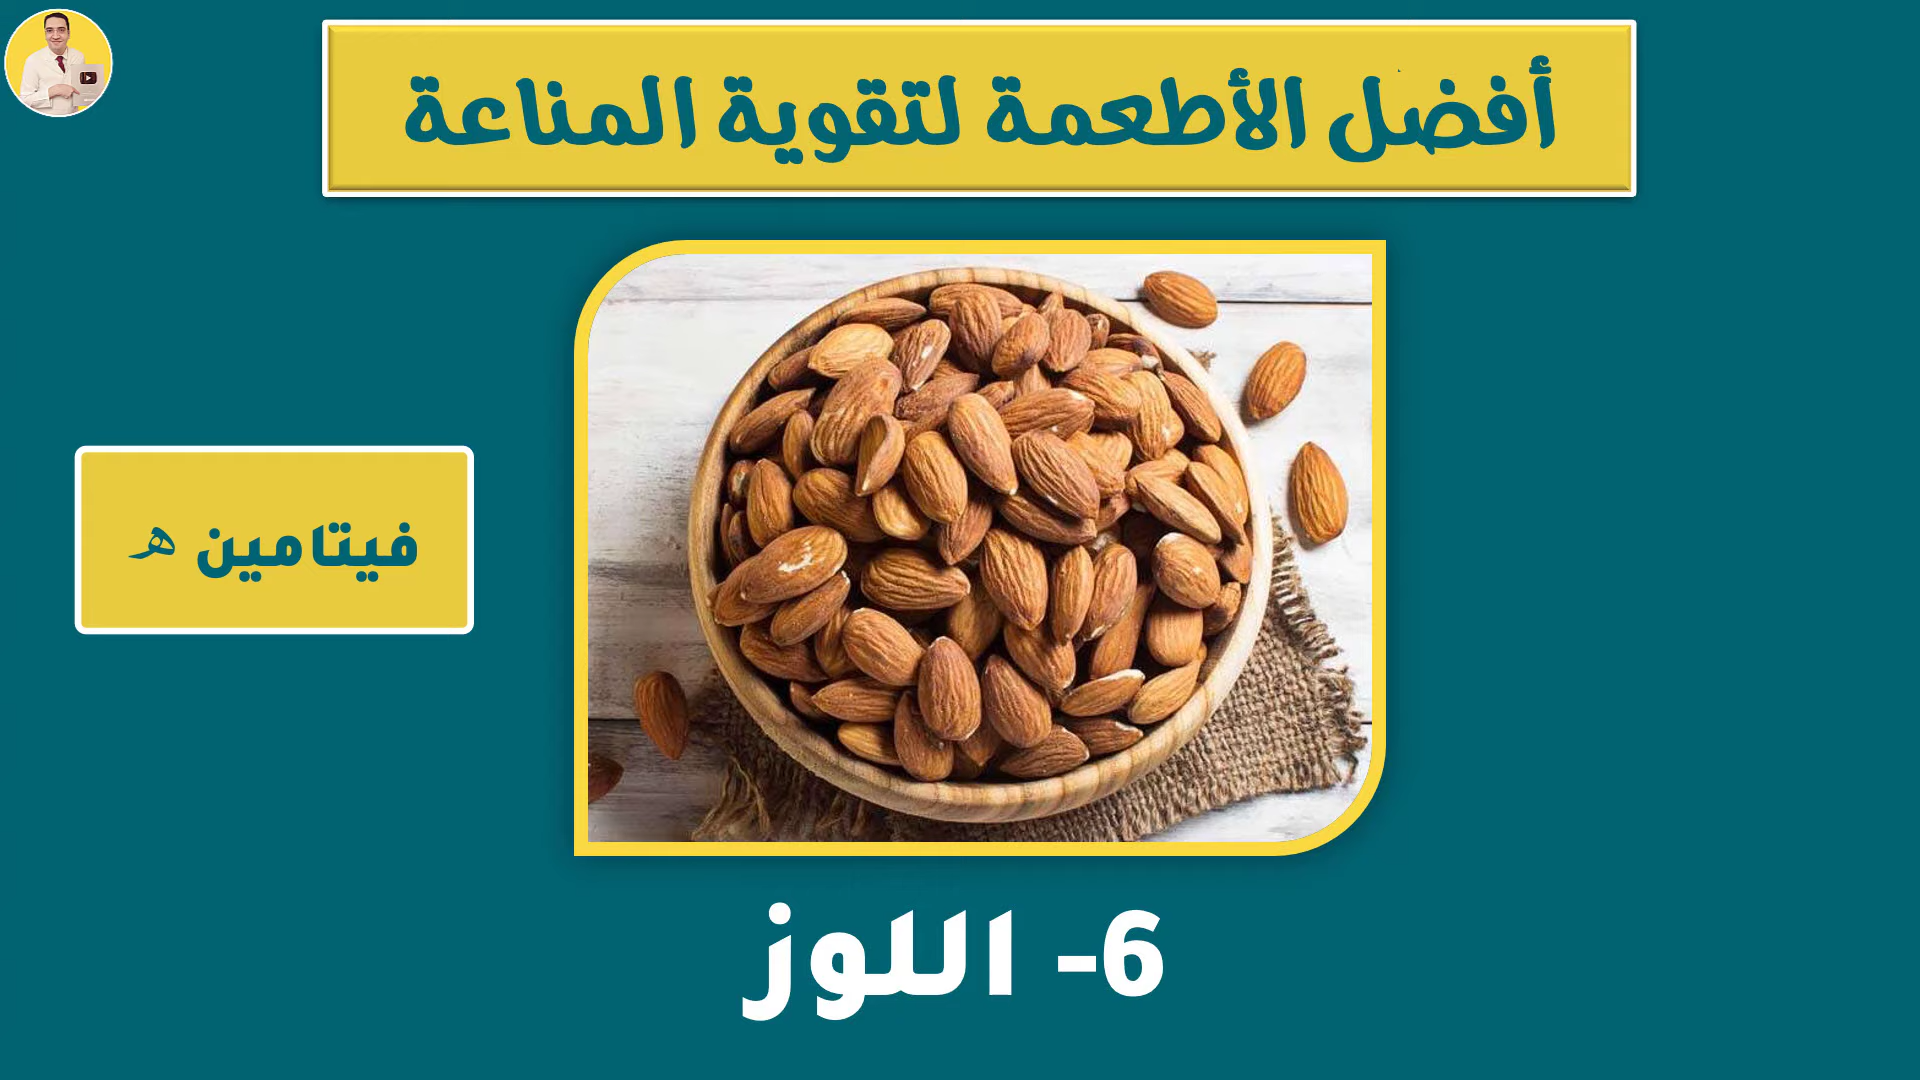 أفضل الأطعمة لتقوية المناعة
فيتامين هـ
6- اللوز